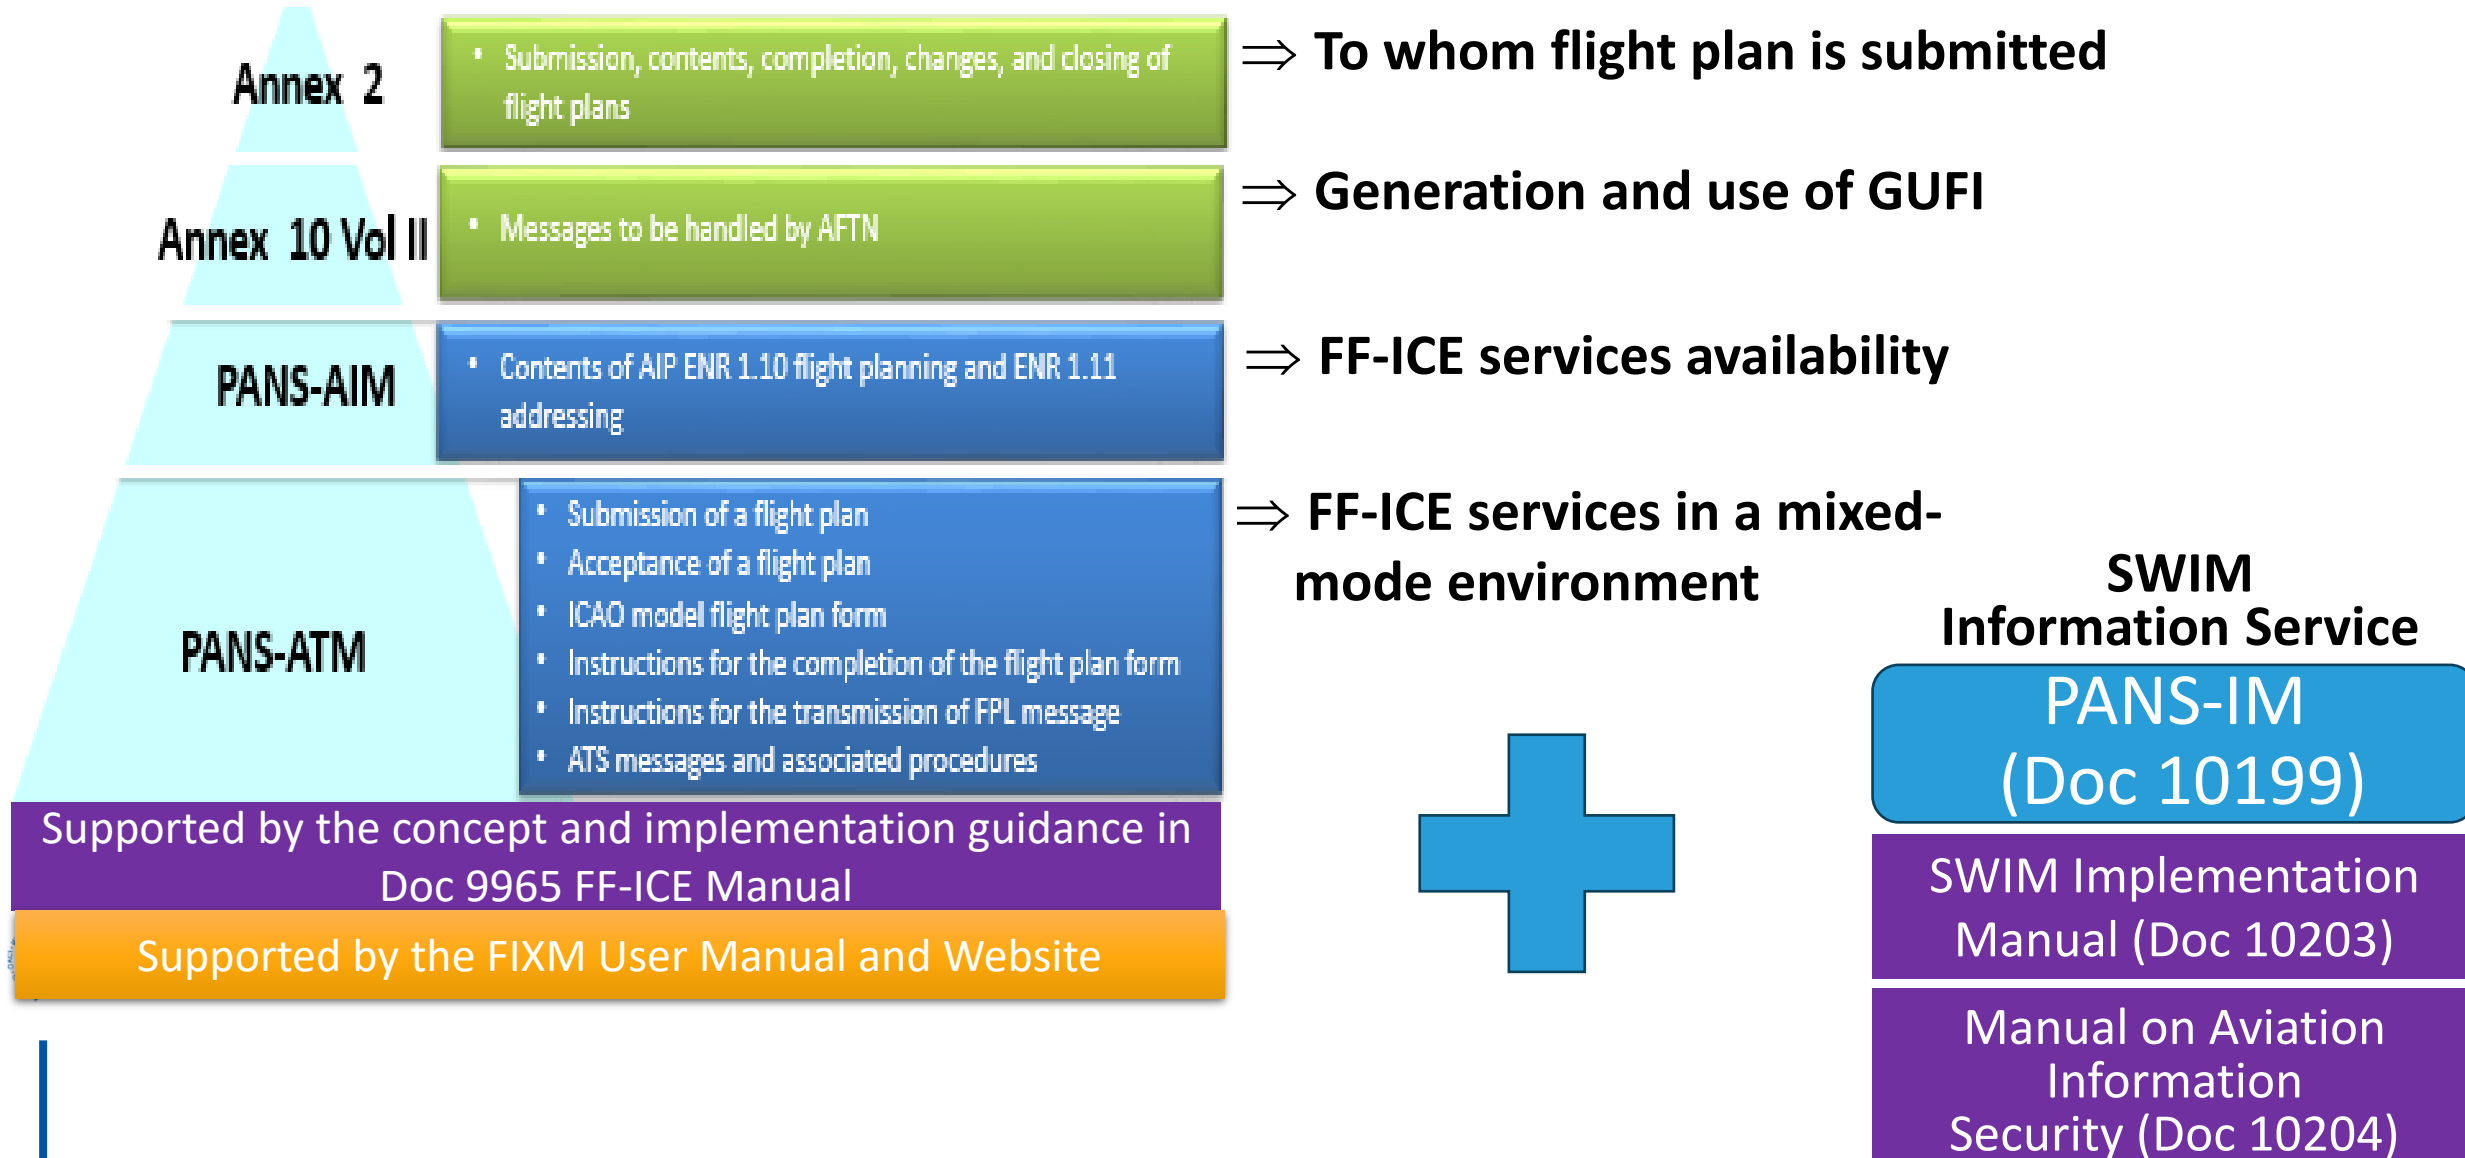 Annex 2
• Submission, contents, completion, changes, and closing of
flight plans
⇒ To whom flight plan is submitted
Annex 10 Vol II
• Messages to be handled by AFTN
⇒ Generation and use of GUFI
PANS-AIM
• Contents of AIP ENR 1.10 flight planning and ENR 1.11
addressing
⇒ FF-ICE services availability
PANS-ATM
• Submission of a flight plan
• Acceptance of a flight plan
• ICAO model flight plan form
• Instructions for the completion of the flight plan form
• Instructions for the transmission of FPL message
• ATS messages and associated procedures
⇒ FF-ICE services in a mixed-
mode environment
Supported by the concept and implementation guidance in
Doc 9965 FF-ICE Manual
Supported by the FIXM User Manual and Website
SWIM
Information Service
PANS-IM
(Doc 10199)
SWIM Implementation
Manual (Doc 10203)
Manual on Aviation
Information
Security (Doc 10204)